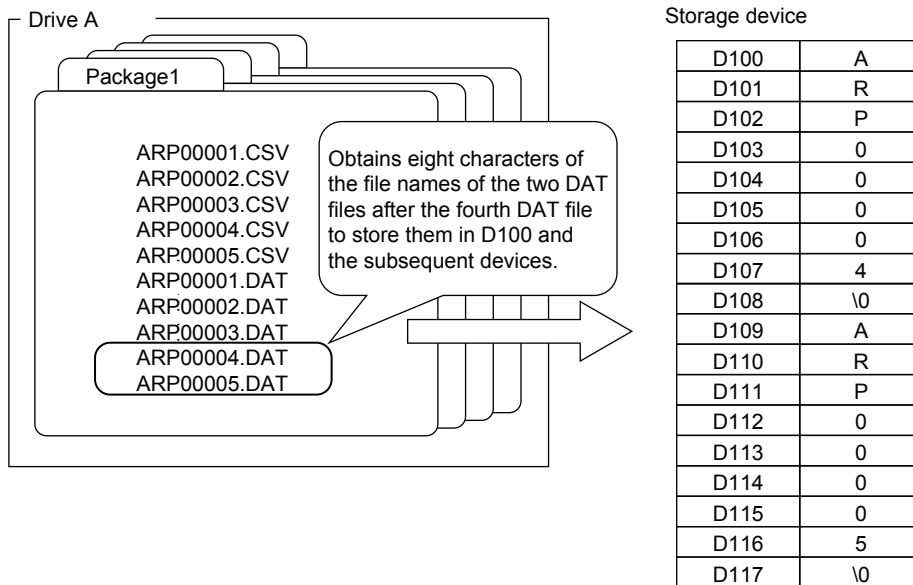 Drive A
Package1
ARP00001.CSV
ARP00002.CSV
ARP00003.CSV
ARP00004.CSV
ARP00005.CSV
ARP00001.DAT
ARP00002.DAT
ARP00003.DAT
ARP00004.DAT
ARP00005.DAT
Obtains eight characters of
the file names of the two DAT
files after the fourth DAT file
to store them in D100 and
the subsequent devices.
Storage device
D100 A
D101 R
D102 P
D103 0
D104 0
D105 0
D106 0
D107 4
D108 \0
D109 A
D110 R
D111 P
D112 0
D113 0
D114 0
D115 0
D116 5
D117 \0